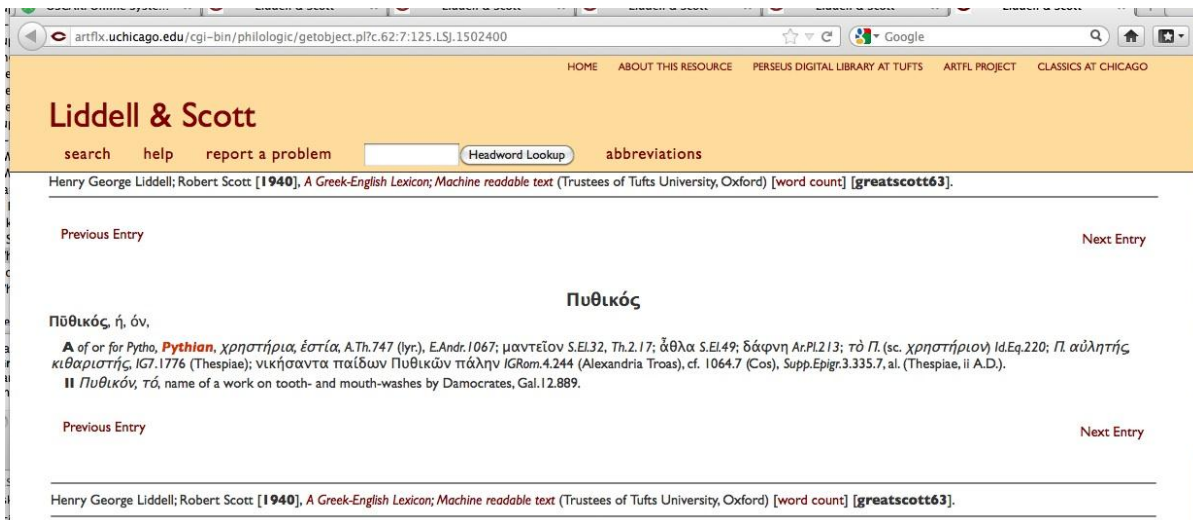 Liddell & Scott
artflx.uchicago.edu/cgi-bin/philologic/getobject.pl?c.62:7:125.LSJ.1502400 Google
HOME ABOUT THIS RESOURCE PERSEUS DIGITAL LIBRARY AT TUFTS ARTFL PROJECT CLASSICS AT CHICAGO
Liddell & Scott
search help report a problem Headword Lookup abbreviations
Henry George Liddell; Robert Scott [1940], A Greek-English Lexicon; Machine readable text (Trustees of Tufts University, Oxford) [word count] [greatscott63].
Previous Entry
Next Entry
Πυθικός
Πῡθικός, ή, όν,
A of or for Pytho, Pythian, χρηστήρια, ἑστία, A.Th.747 (lyr.), E.Andr.1067; μαντεῖον S.El.32, Th.2.17; ἆθλα S.El.49; δάφνη Ar.Pl.213; τὸ Π. (sc. χρηστήριον) Id.Eq.220; Π. αὐλητής,
κιθαριστής, IG7.1776 (Thespiae); νικήσαντα παίδων Πυθικῶν πάλην IGRom.4.244 (Alexandria Troas), cf. 1064.7 (Cos), Supp.Epigr.3.335.7, al. (Thespiae, ii A.D.).
II Πυθικόν, τό, name of a work on tooth- and mouth-washes by Damocrates, Gal.12.889.
Previous Entry
Next Entry
Henry George Liddell; Robert Scott [1940], A Greek-English Lexicon; Machine readable text (Trustees of Tufts University, Oxford) [word count] [greatscott63].